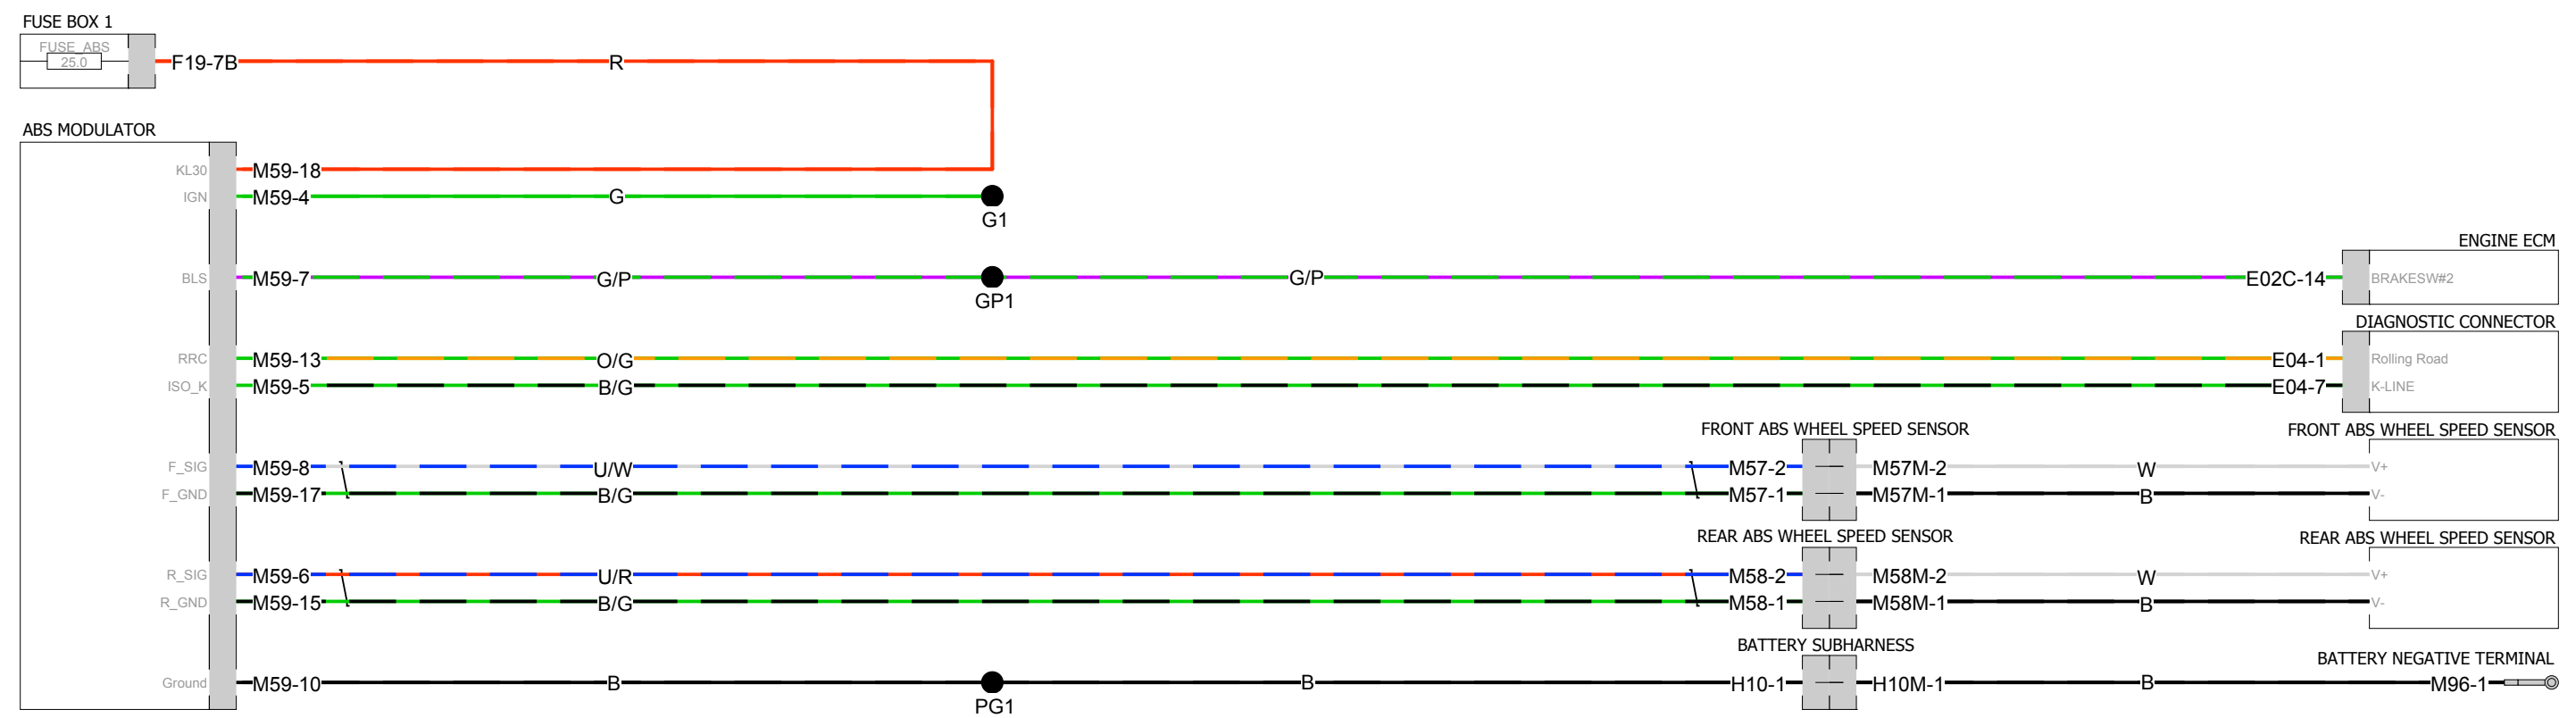 FUSE BOX 1
FUSE_ABS
25.0
F19-7B R
ABS MODULATOR
KL30 M59-18
IGN M59-4 G
G1
ENGINE ECM
BLS M59-7 G/P G/P E02C-14 BRAKESW#2
GP1
DIAGNOSTIC CONNECTOR
RRC M59-13 O/G E04-1 Rolling Road
ISO_K M59-5 B/G E04-7 K-LINE
FRONT ABS WHEEL SPEED SENSOR FRONT ABS WHEEL SPEED SENSOR
F_SIG M59-8 U/W M57-2 M57M-2 W V+
F_GND M59-17 B/G M57-1 M57M-1 B V-
REAR ABS WHEEL SPEED SENSOR REAR ABS WHEEL SPEED SENSOR
R_SIG M59-6 U/R M58-2 M58M-2 W V+
R_GND M59-15 B/G M58-1 M58M-1 B V-
BATTERY SUBHARNESS BATTERY NEGATIVE TERMINAL
Ground M59-10 B B H10-1 H10M-1 B M96-1
PG1